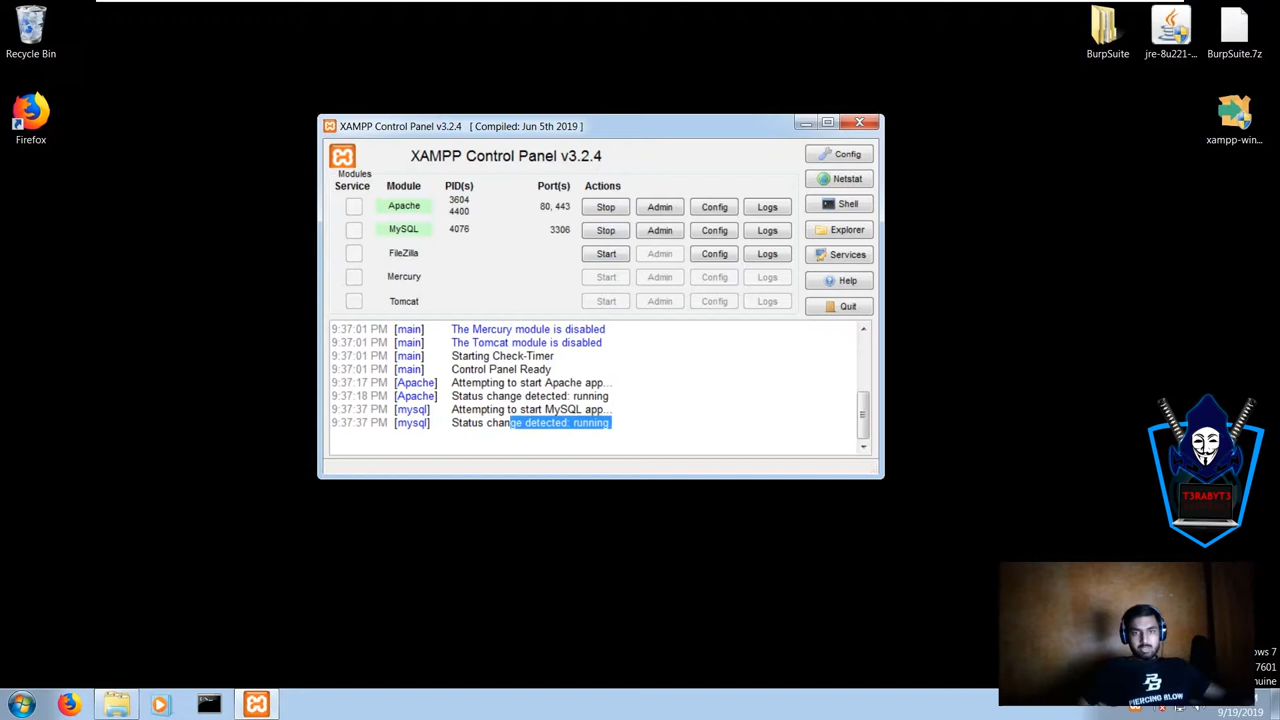 Recycle Bin
Firefox
BurpSuite
jre-8u221-...
BurpSuite.7z
xampp-win...
XAMPP Control Panel v3.2.4 [ Compiled: Jun 5th 2019 ]
XAMPP Control Panel v3.2.4
Config
Netstat
Shell
Explorer
Services
Help
Quit
Modules
Service Module PID(s) Port(s) Actions
Apache 3604 4400 80, 443 Stop Admin Config Logs
MySQL 4076 3306 Stop Admin Config Logs
FileZilla Start Admin Config Logs
Mercury Start Admin Config Logs
Tomcat Start Admin Config Logs
9:37:01 PM [main] The Mercury module is disabled
9:37:01 PM [main] The Tomcat module is disabled
9:37:01 PM [main] Starting Check-Timer
9:37:01 PM [main] Control Panel Ready
9:37:17 PM [Apache] Attempting to start Apache app...
9:37:18 PM [Apache] Status change detected: running
9:37:37 PM [mysql] Attempting to start MySQL app...
9:37:37 PM [mysql] Status change detected: running
T3RABYT3
PIERCING BLOW
ows 7
7601
nuine
9/19/2019